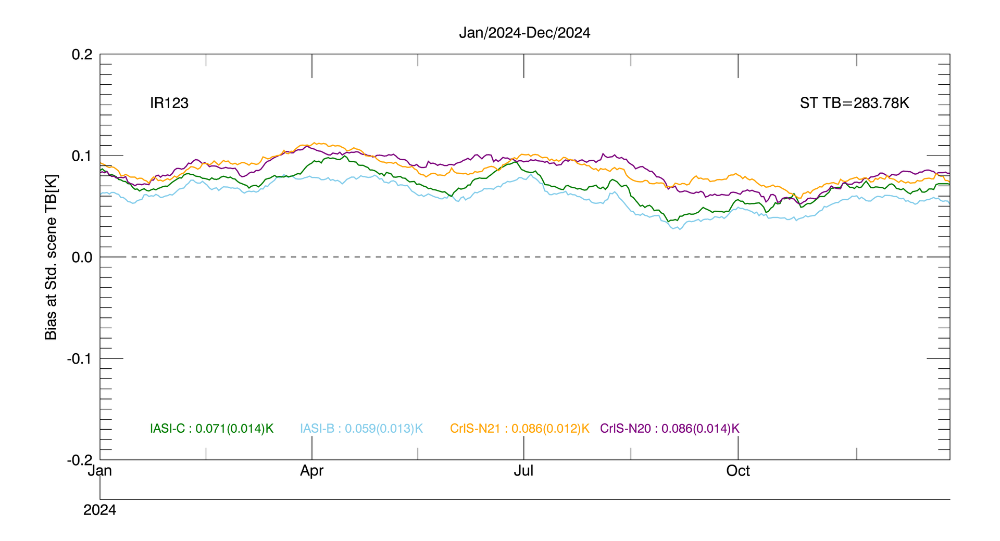 Jan/2024-Dec/2024
0.2
IR123 ST TB=283.78K
0.1
Bias at Std. scene TB[K]
0.0
-0.1
IASI-C : 0.071(0.014)K IASI-B : 0.059(0.013)K CrIS-N21 : 0.086(0.012)K CrIS-N20 : 0.086(0.014)K
-0.2
Jan Apr Jul Oct
2024